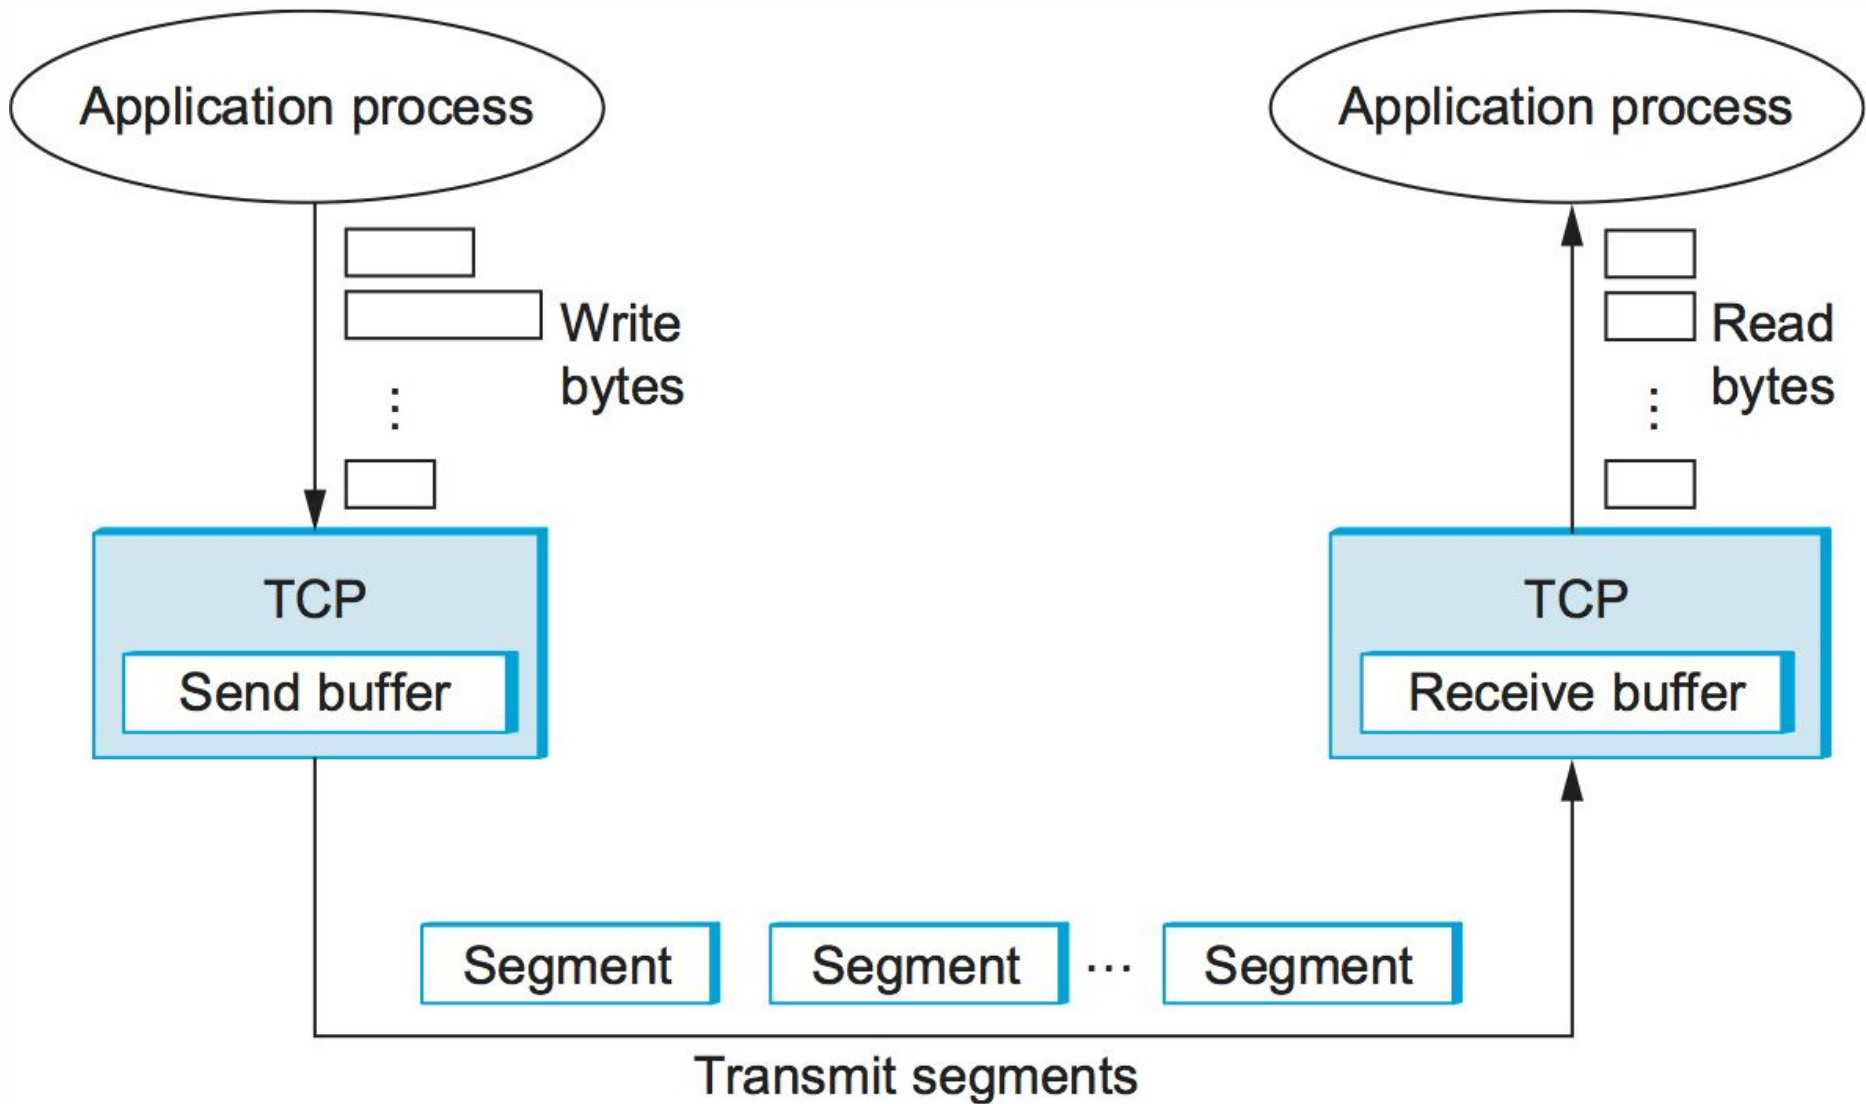 Application process
Application process
Write
bytes
Read
bytes
TCP
Send buffer
TCP
Receive buffer
Segment
Segment
...
Segment
Transmit segments